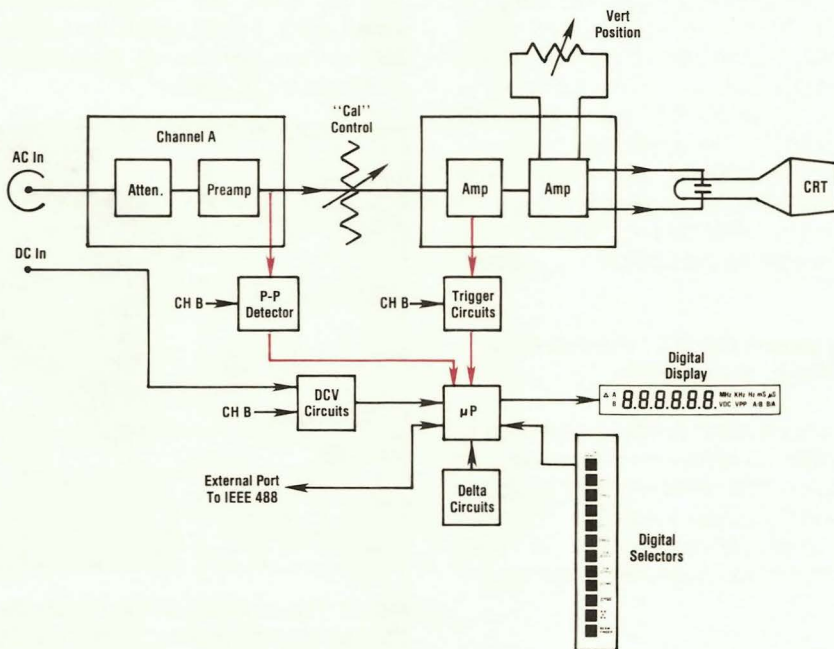 Vert
Position
"Cal"
Control
Channel A
AC In
Atten.
Preamp
Amp
Amp
CRT
DC In
CH B
P-P
Detector
CH B
Trigger
Circuits
Digital
Display
DCV
Circuits
µP
Δ A
B
8.8.8.8.8.8.
MHz KHz Hz mS µS
VDC VPP A/B B/A
CH B
External Port
To IEEE 488
Delta
Circuits
Digital
Selectors